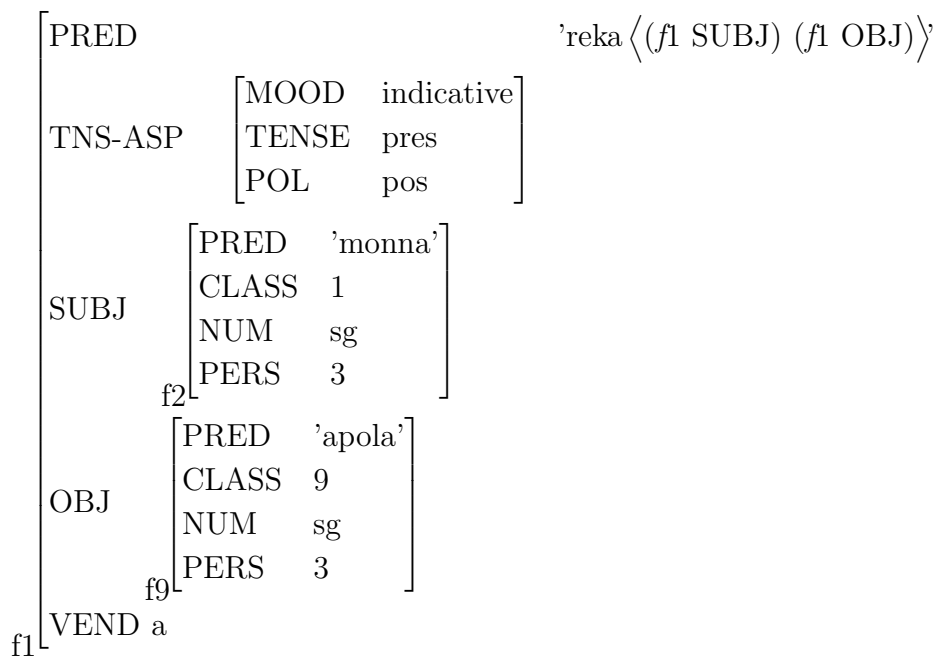 PRED ’reka⟨(f1 SUBJ) (f1 OBJ)⟩’
MOOD indicative
TNS-ASP TENSE pres
POL pos
PRED ’monna’
CLASS 1
SUBJ
NUM sg
PERS 3
f2
PRED ’apola’
CLASS 9
OBJ
NUM sg
PERS 3
f9
VEND a
f1